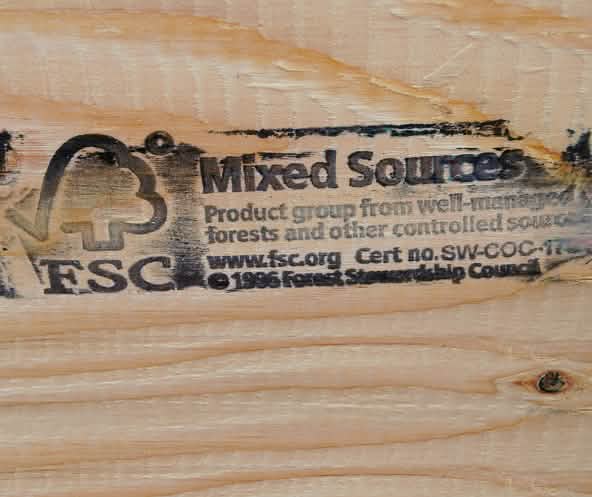 Mixed Sources
Product group from well-managed
forests and other controlled sources
www.fsc.org Cert no. SW-COC-
© 1996 Forest Stewardship Council
FSC